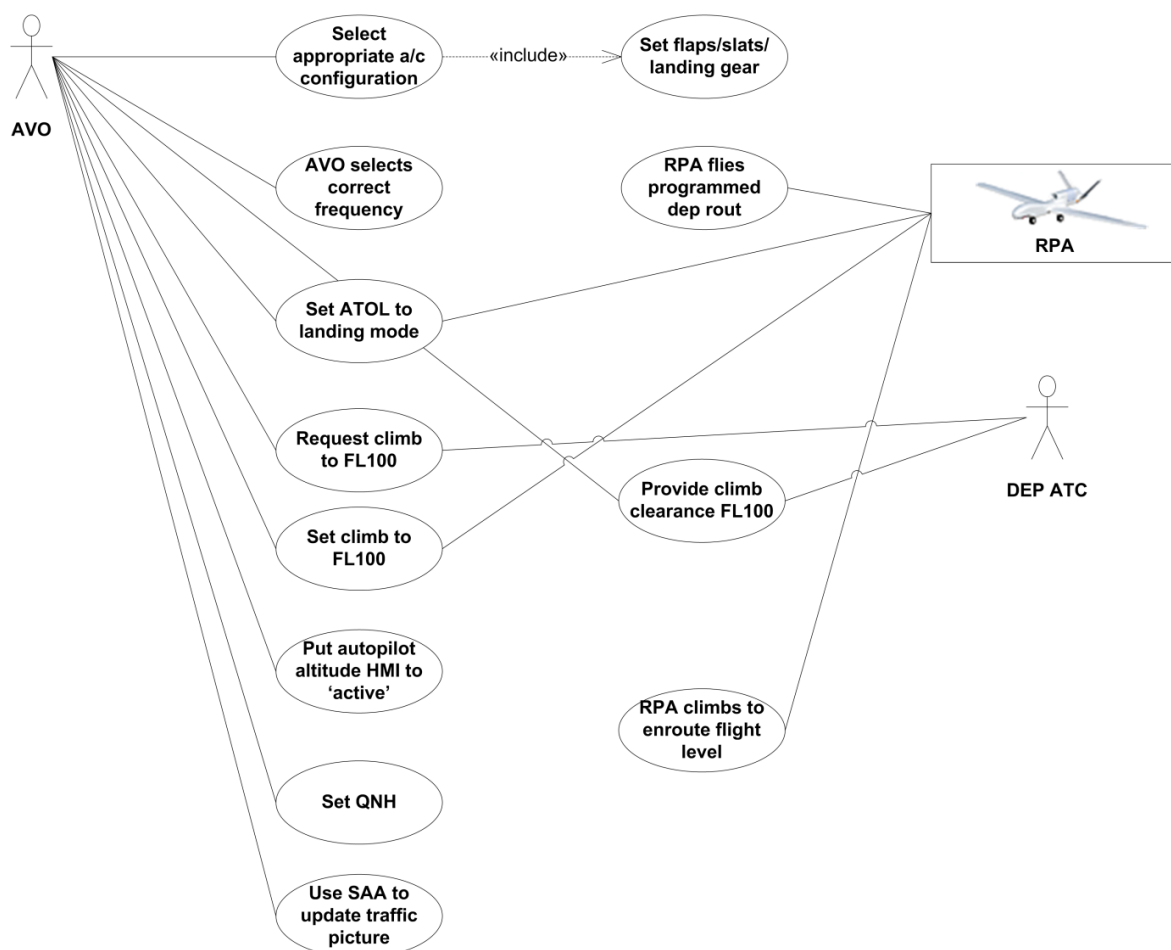 AVO
Select
appropriate a/c
configuration
«include»
Set flaps/slats/
landing gear
AVO selects
correct
frequency
RPA flies
programmed
dep rout
RPA
Set ATOL to
landing mode
Request climb
to FL100
Provide climb
clearance FL100
DEP ATC
Set climb to
FL100
Put autopilot
altitude HMI to
‘active’
RPA climbs to
enroute flight
level
Set QNH
Use SAA to
update traffic
picture